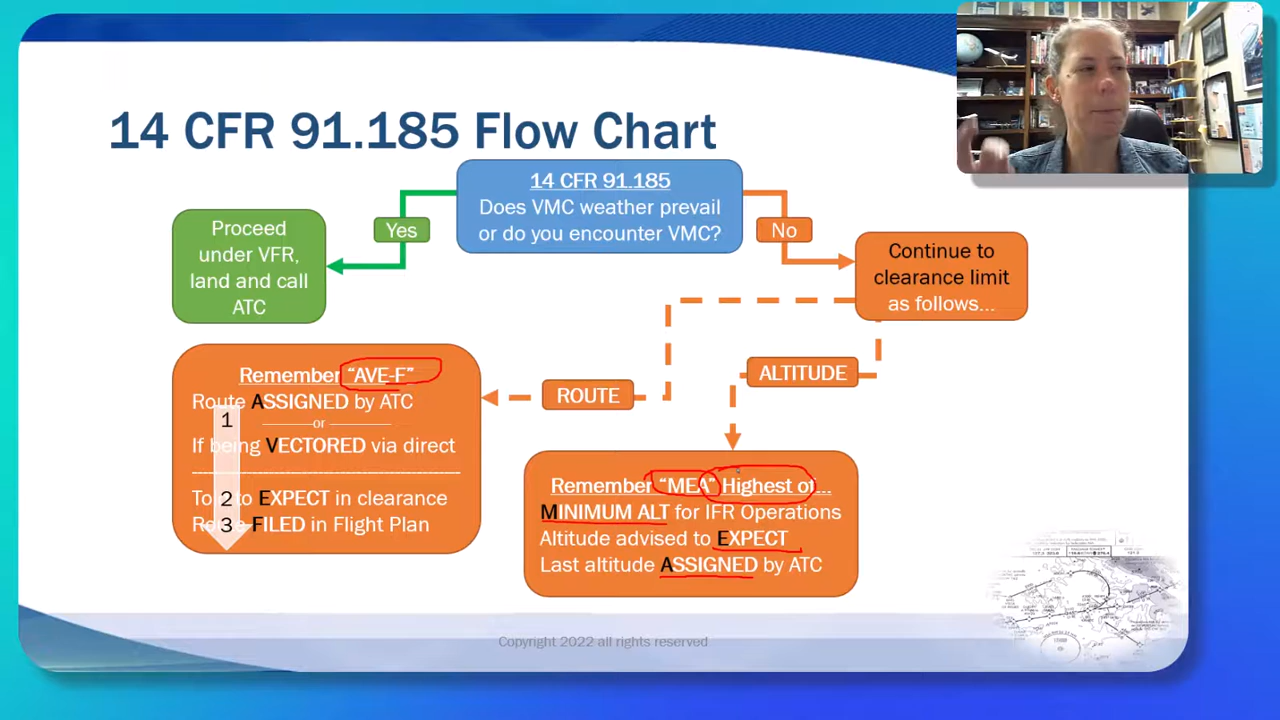 14 CFR 91.185 Flow Chart
14 CFR 91.185
Does VMC weather prevail
or do you encounter VMC?
Yes
No
Proceed
under VFR,
land and call
ATC
Continue to
clearance limit
as follows...
ROUTE
ALTITUDE
Remember "AVE-F"
Route ASSIGNED by ATC
1
or
If being VECTORED via direct
To to EXPECT in clearance
2
FILED in Flight Plan
3
Remember "MEA" Highest of...
MINIMUM ALT for IFR Operations
Altitude advised to EXPECT
Last altitude ASSIGNED by ATC
Copyright 2022 all rights reserved